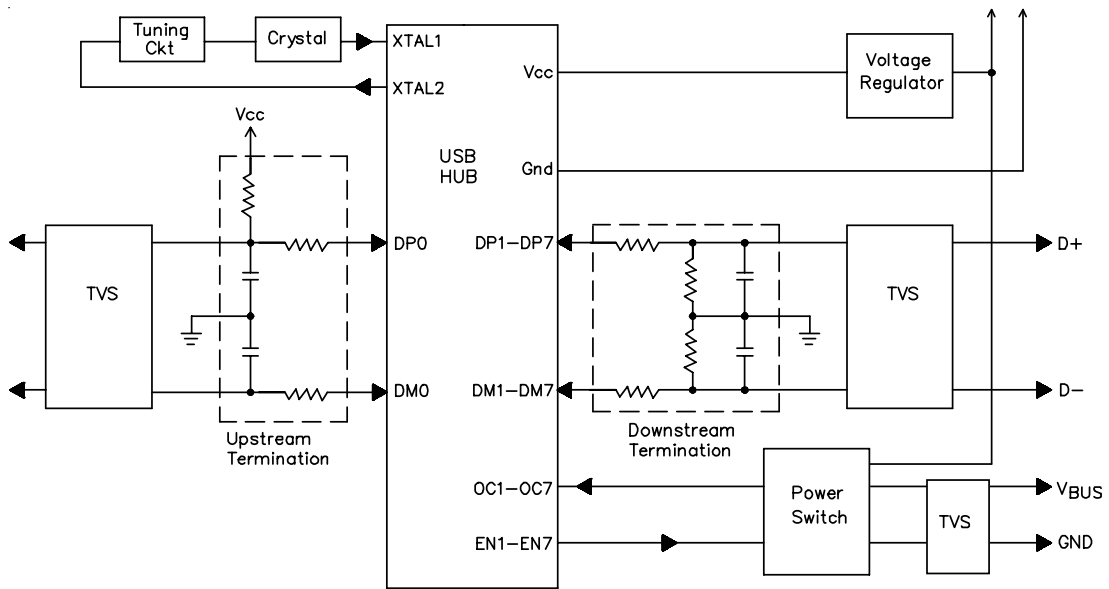 Tuning
Ckt
Crystal
XTAL1
XTAL2
Vcc
Voltage
Regulator
Vcc
USB
HUB
Gnd
TVS
DP0
DP1-DP7
TVS
D+
DM0
DM1-DM7
D-
Upstream
Termination
Downstream
Termination
OC1-OC7
Power
Switch
TVS
VBUS
EN1-EN7
GND